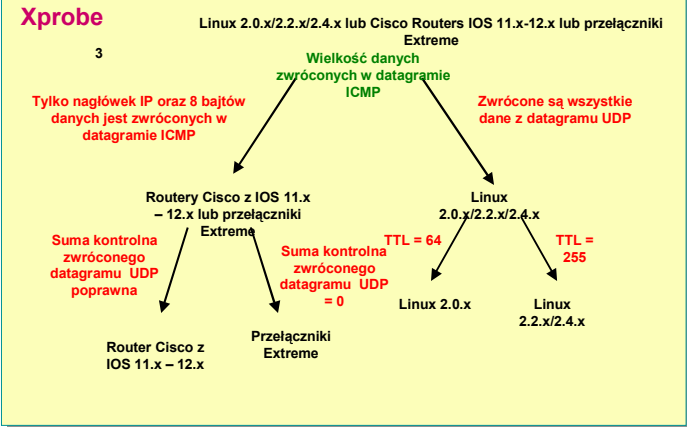 Xprobe
3
Linux 2.0.x/2.2.x/2.4.x lub Cisco Routers IOS 11.x-12.x lub przełączniki
Extreme
Wielkość danych
zwróconych w datagramie
ICMP
Tylko nagłówek IP oraz 8 bajtów
danych jest zwróconych w
datagramie ICMP
Zwrócone są wszystkie
dane z datagramu UDP
Routery Cisco z IOS 11.x
– 12.x lub przełączniki
Extreme
Linux
2.0.x/2.2.x/2.4.x
Suma kontrolna
zwróconego
datagramu UDP
poprawna
Suma kontrolna
zwróconego
datagramu UDP
= 0
TTL = 64
TTL =
255
Router Cisco z
IOS 11.x – 12.x
Przełączniki
Extreme
Linux 2.0.x
Linux
2.2.x/2.4.x